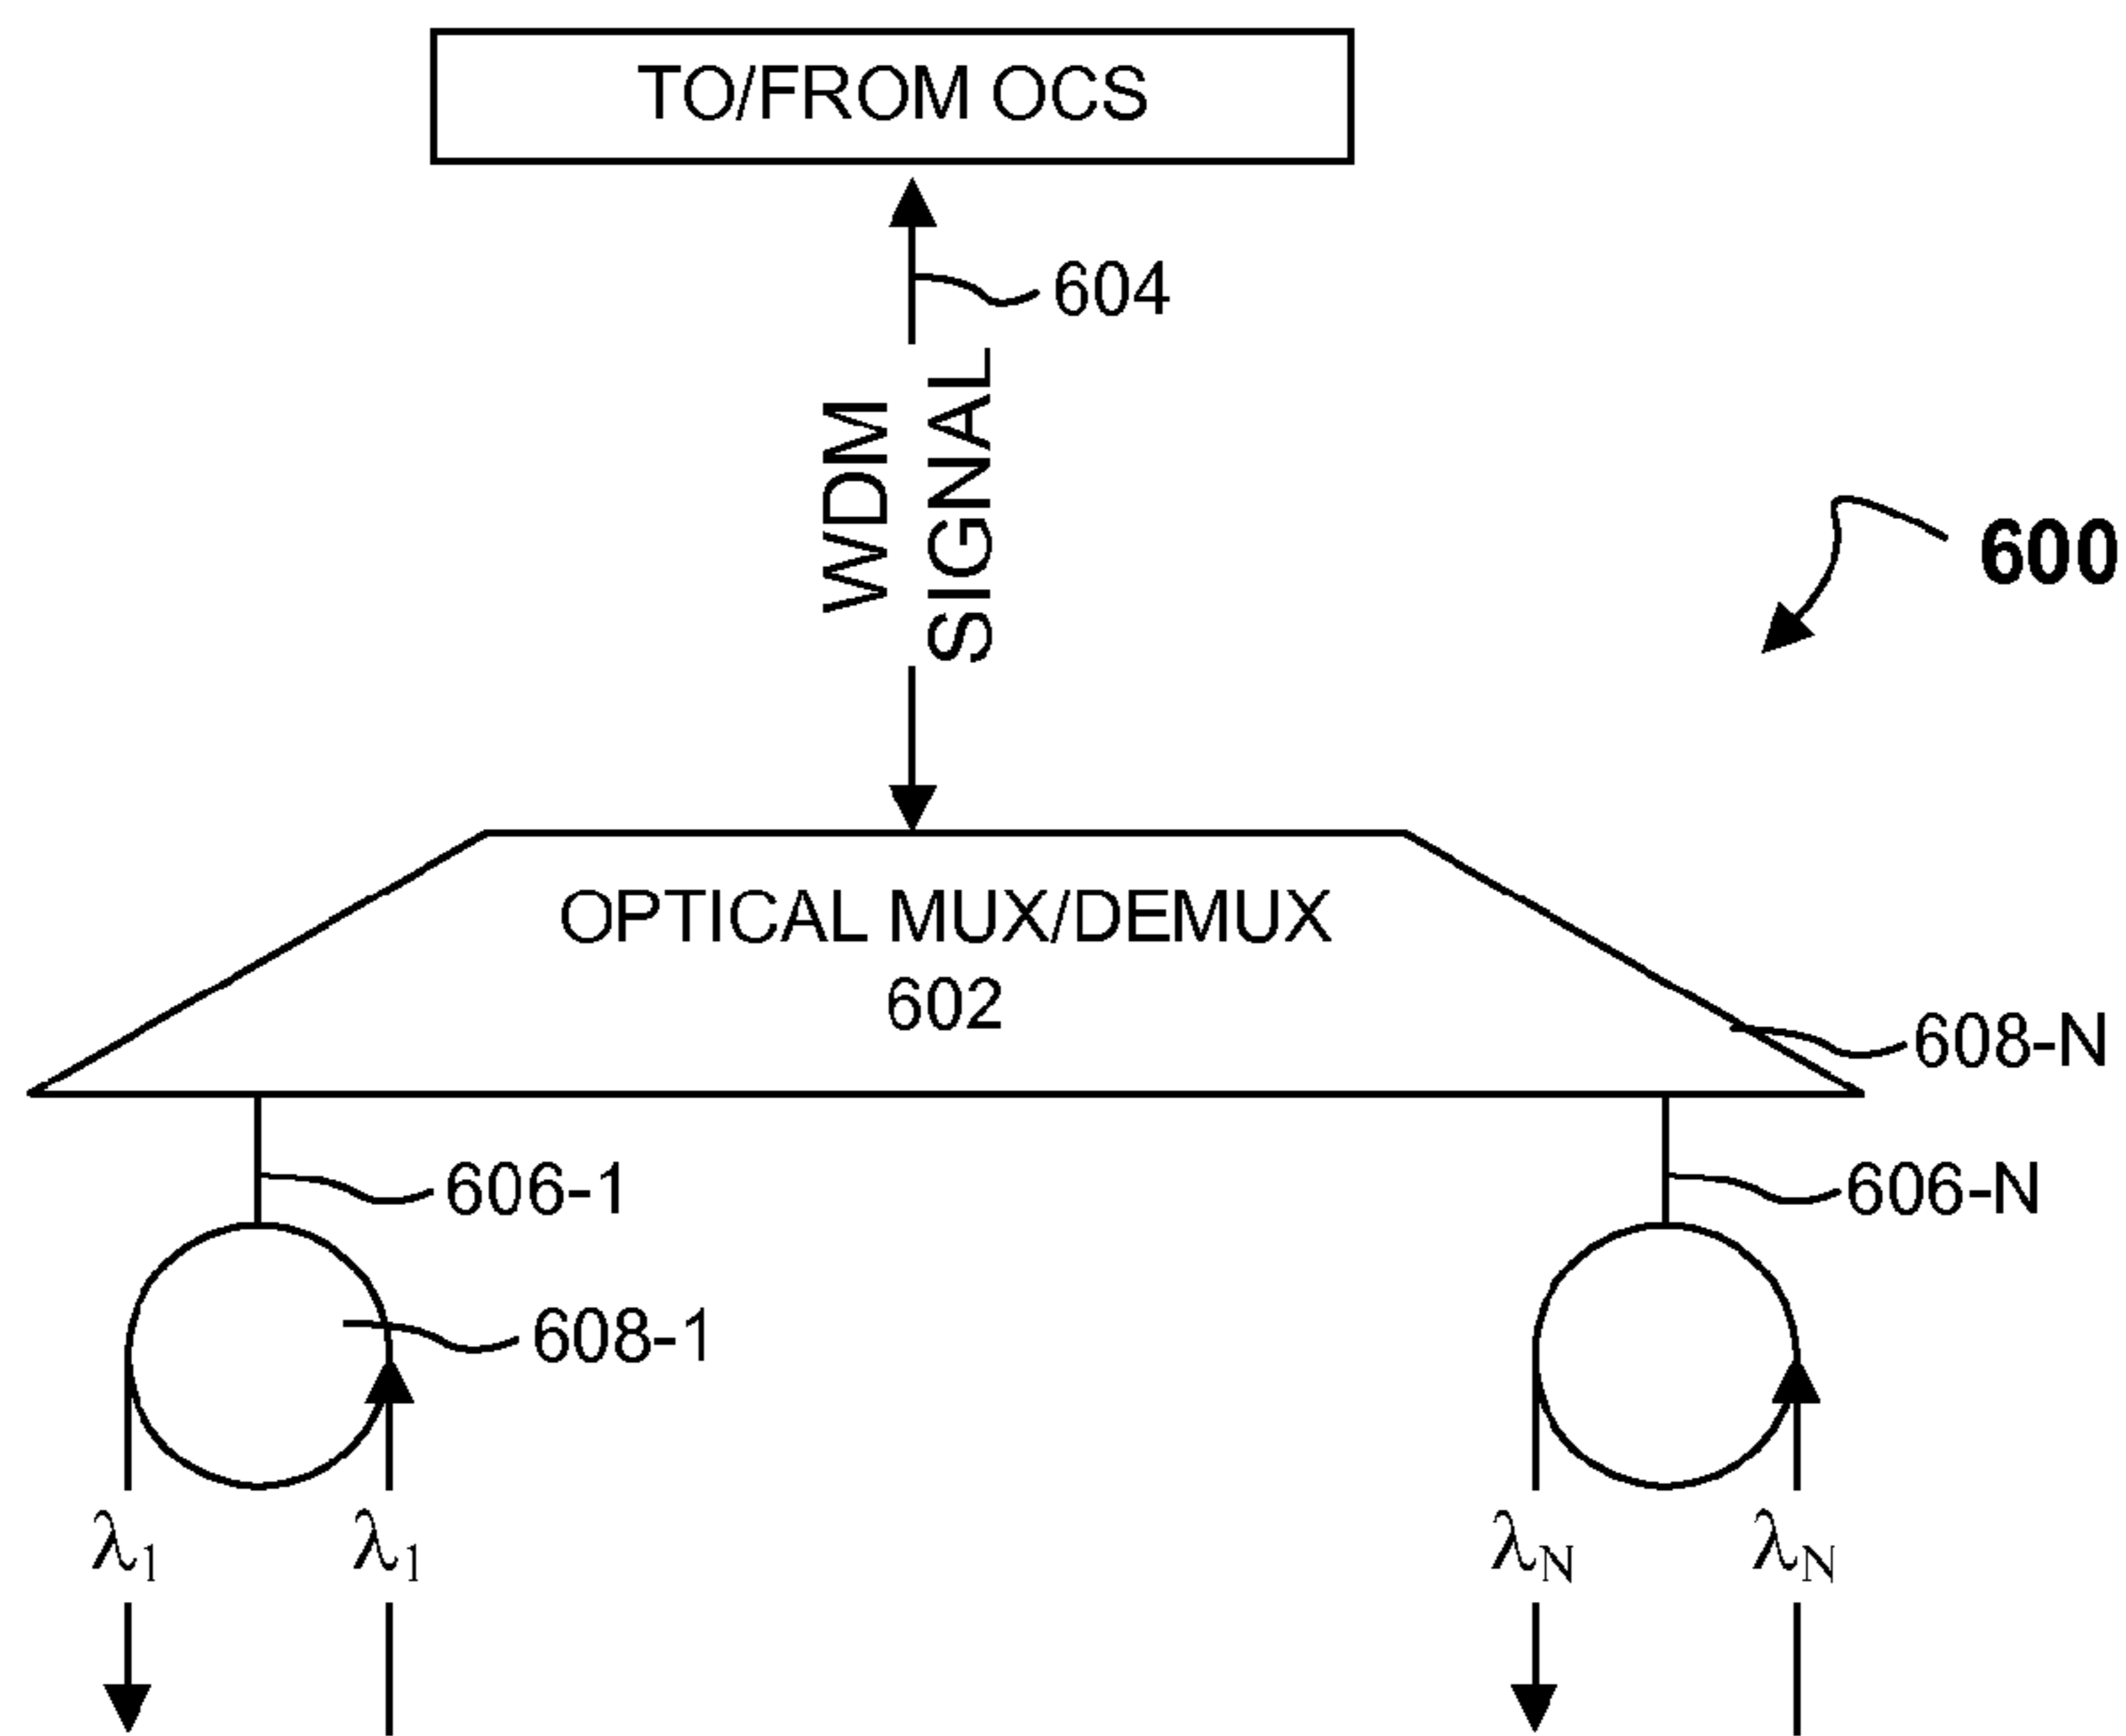 TO/FROM OCS
604
WDM
SIGNAL
600
OPTICAL MUX/DEMUX
602
608-N
606-1
606-N
608-1
λ1
λ1
λN
λN